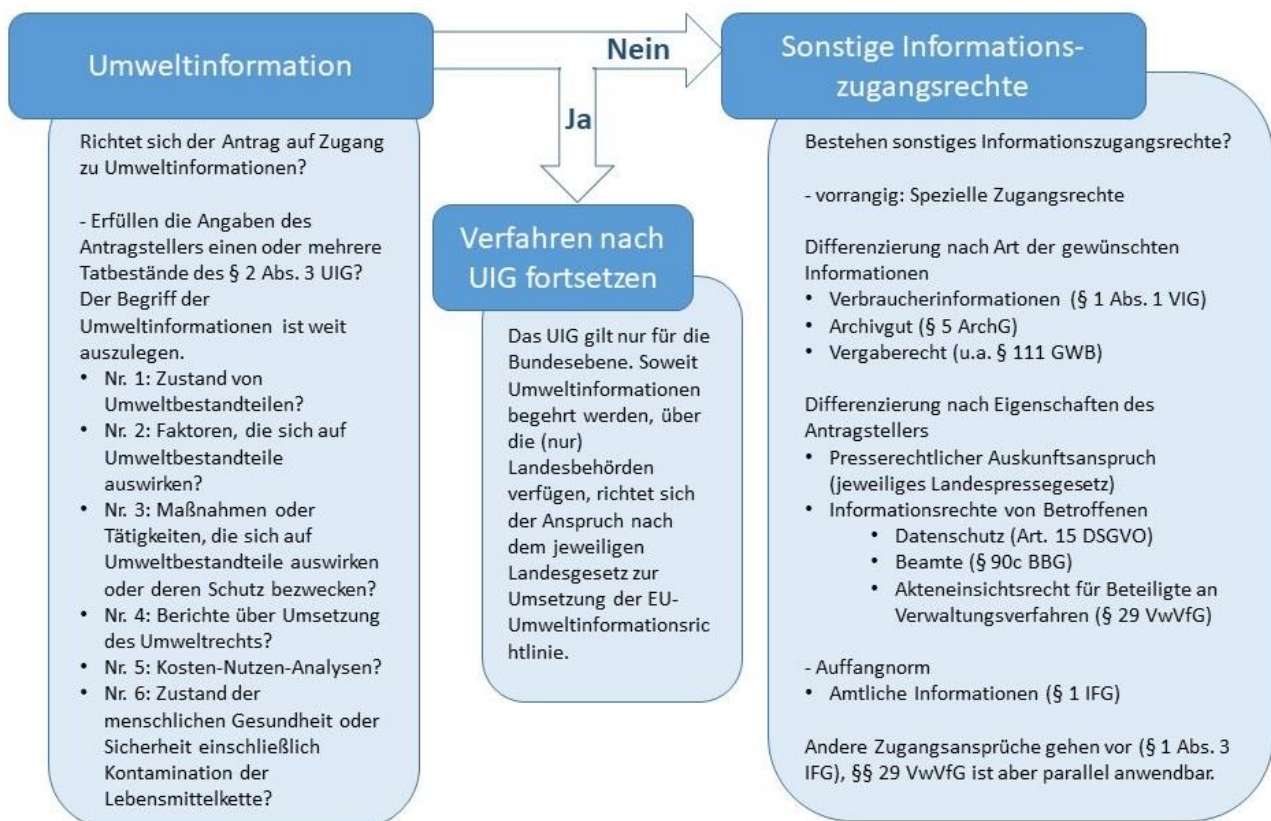 Umweltinformation
Richtet sich der Antrag auf Zugang
zu Umweltinformationen?
- Erfüllen die Angaben des
Antragstellers einen oder mehrere
Tatbestände des § 2 Abs. 3 UIG?
Der Begriff der
Umweltinformationen ist weit
auszulegen.
• Nr. 1: Zustand von
Umweltbestandteilen?
• Nr. 2: Faktoren, die sich auf
Umweltbestandteile
auswirken?
• Nr. 3: Maßnahmen oder
Tätigkeiten, die sich auf
Umweltbestandteile auswirken
oder deren Schutz bezwecken?
• Nr. 4: Berichte über Umsetzung
des Umweltrechts?
• Nr. 5: Kosten-Nutzen-Analysen?
• Nr. 6: Zustand der
menschlichen Gesundheit oder
Sicherheit einschließlich
Kontamination der
Lebensmittelkette?
Nein
Ja
Verfahren nach
UIG fortsetzen
Das UIG gilt nur für die
Bundesebene. Soweit
Umweltinformationen
begehrt werden, über
die (nur)
Landesbehörden
verfügen, richtet sich
der Anspruch nach
dem jeweiligen
Landesgesetz zur
Umsetzung der EU-
Umweltinformationsric
htlinie.
Sonstige Informations-
zugangsrechte
Bestehen sonstiges Informationszugangsrechte?
- vorrangig: Spezielle Zugangsrechte
Differenzierung nach Art der gewünschten
Informationen
• Verbraucherinformationen (§ 1 Abs. 1 VIG)
• Archivgut (§ 5 ArchG)
• Vergaberecht (u.a. § 111 GWB)
Differenzierung nach Eigenschaften des
Antragstellers
• Presserechtlicher Auskunftsanspruch
(jeweiliges Landespressegesetz)
• Informationsrechte von Betroffenen
• Datenschutz (Art. 15 DSGVO)
• Beamte (§ 90c BBG)
• Akteneinsichtsrecht für Beteiligte an
Verwaltungsverfahren (§ 29 VwVfG)
- Auffangnorm
• Amtliche Informationen (§ 1 IFG)
Andere Zugangsansprüche gehen vor (§ 1 Abs. 3
IFG), §§ 29 VwVfG ist aber parallel anwendbar.